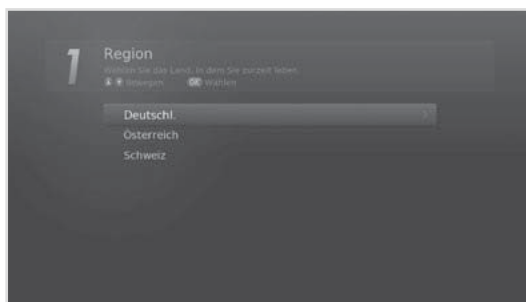 1
Region
Wählen Sie das Land, in dem Sie zurzeit leben.
Bewegen OK Wählen
Deutschl.
Österreich
Schweiz